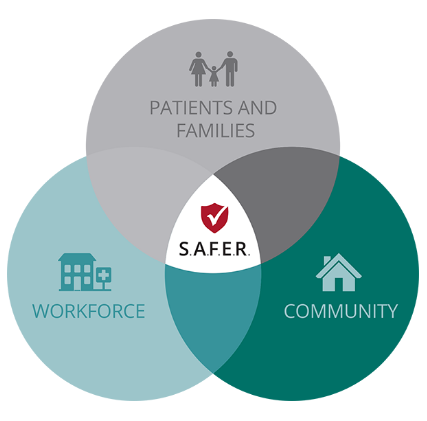 PATIENTS AND
FAMILIES
S.A.F.E.R.
WORKFORCE
COMMUNITY